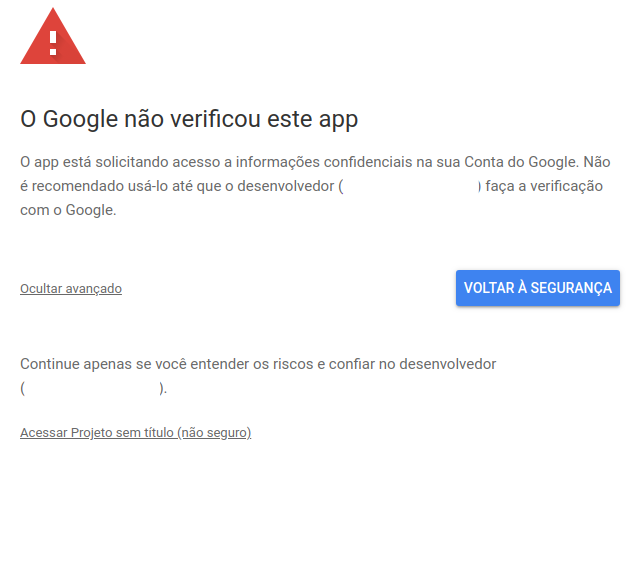 O Google não verificou este app
O app está solicitando acesso a informações confidenciais na sua Conta do Google. Não
é recomendado usá-lo até que o desenvolvedor ( ) faça a verificação
com o Google.
Ocultar avançado
VOLTAR À SEGURANÇA
Continue apenas se você entender os riscos e confiar no desenvolvedor
( ).
Acessar Projeto sem título (não seguro)